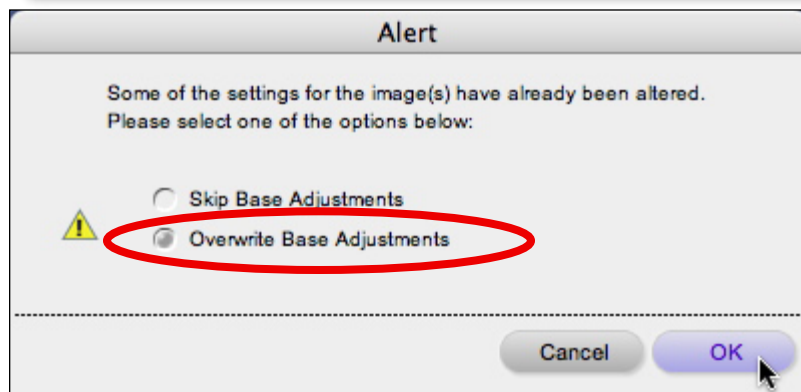 Alert
Some of the settings for the image(s) have already been altered.
Please select one of the options below:
Skip Base Adjustments
Overwrite Base Adjustments
Cancel
OK